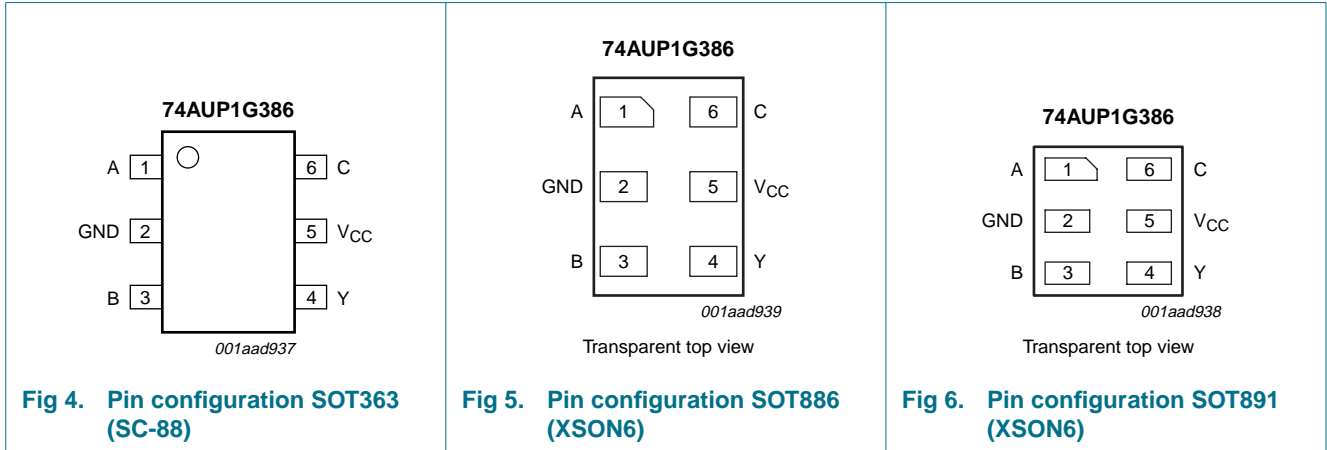 74AUP1G386
A 1 6 C
GND 2 5 VCC
B 3 4 Y
001aad937
Fig 4. Pin configuration SOT363
(SC-88)
74AUP1G386
A 1 6 C
GND 2 5 VCC
B 3 4 Y
001aad939
Transparent top view
Fig 5. Pin configuration SOT886
(XSON6)
74AUP1G386
A 1 6 C
GND 2 5 VCC
B 3 4 Y
001aad938
Transparent top view
Fig 6. Pin configuration SOT891
(XSON6)